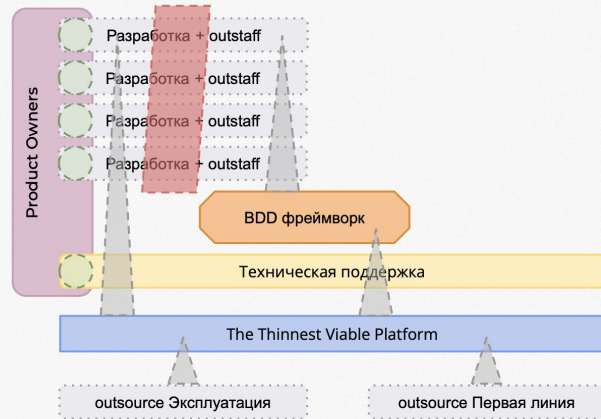 Product Owners
Разработка + outstaff
Разработка + outstaff
Разработка + outstaff
Разработка + outstaff
BDD фреймворк
Техническая поддержка
The Thinnest Viable Platform
outsource Эксплуатация
outsource Первая линия